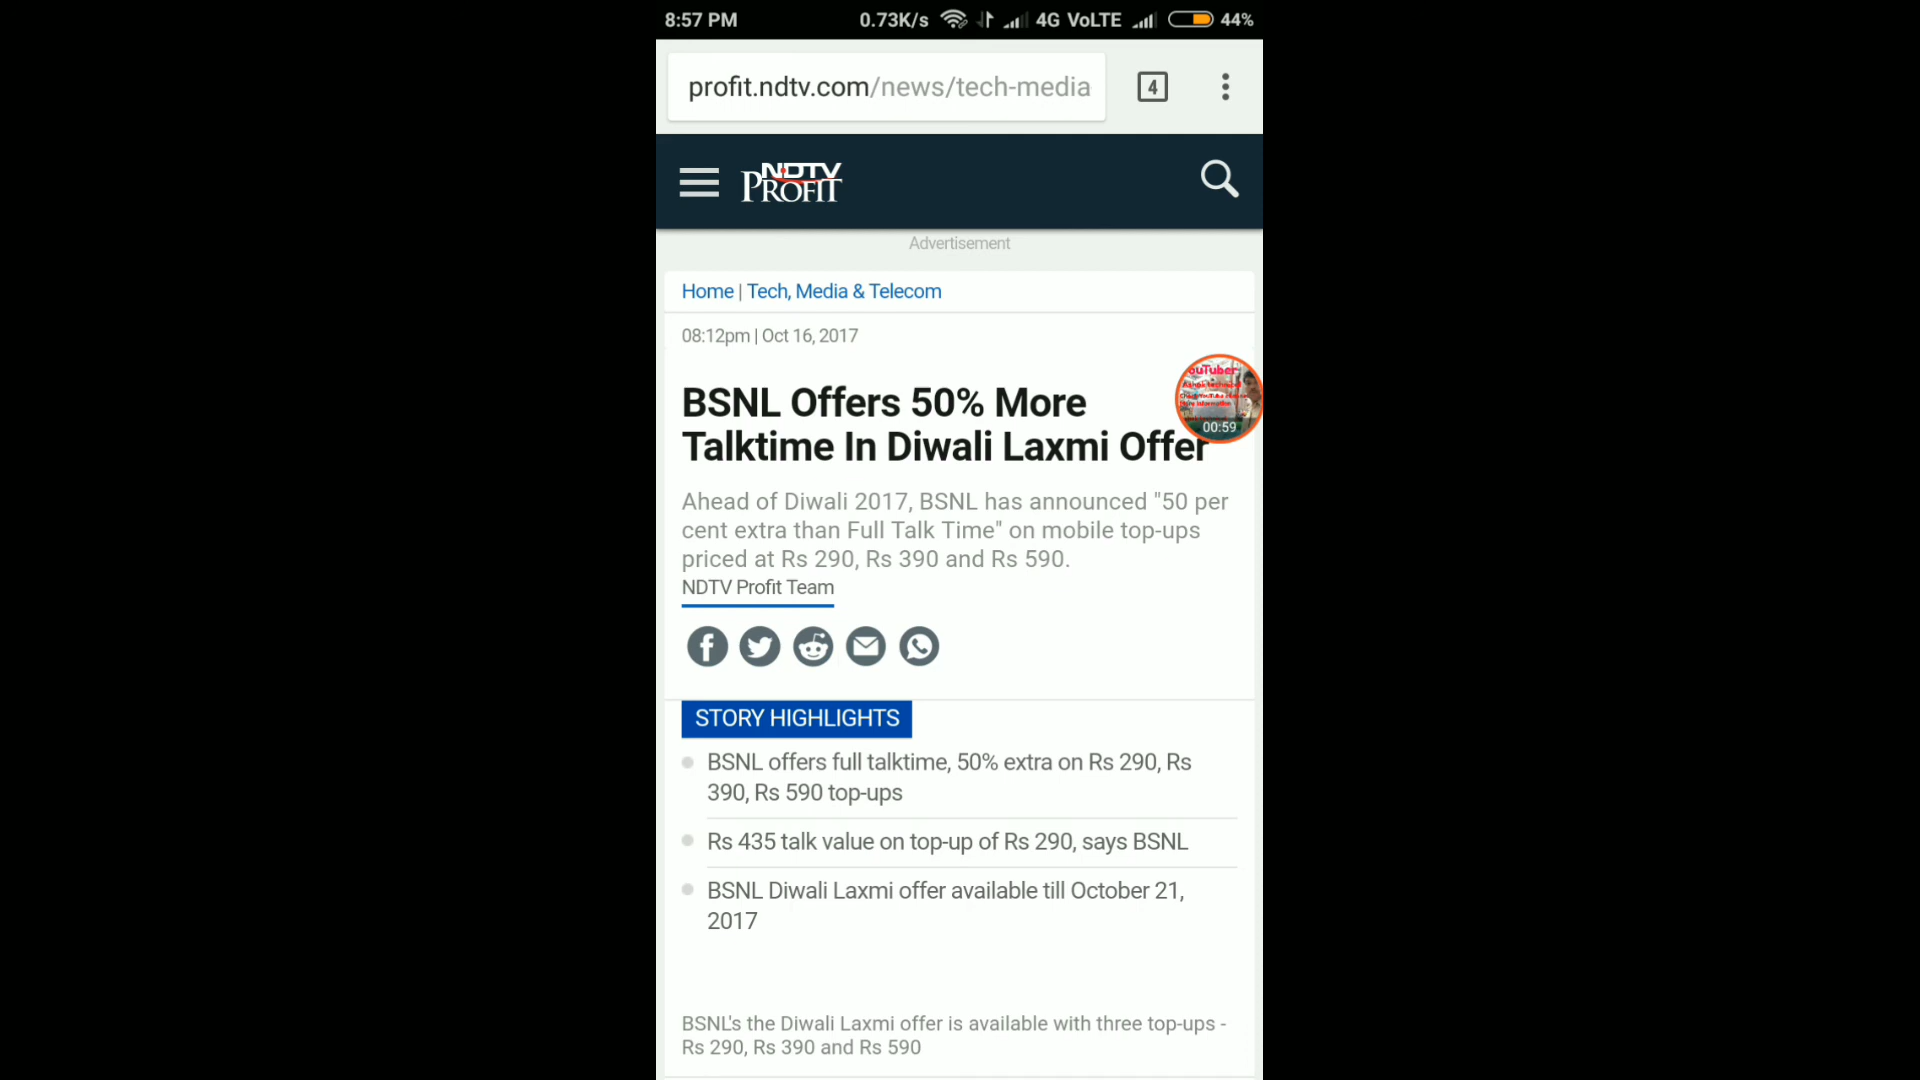 8:57 PM 0.73K/s 4G VoLTE 44%
profit.ndtv.com/news/tech-media 4
NDTV
PROFIT
Advertisement
Home | Tech, Media & Telecom
08:12pm | Oct 16, 2017
BSNL Offers 50% More
Talktime In Diwali Laxmi Offer
ouTuber
00:59
Ahead of Diwali 2017, BSNL has announced "50 per
cent extra than Full Talk Time" on mobile top-ups
priced at Rs 290, Rs 390 and Rs 590.
NDTV Profit Team
STORY HIGHLIGHTS
BSNL offers full talktime, 50% extra on Rs 290, Rs
390, Rs 590 top-ups
Rs 435 talk value on top-up of Rs 290, says BSNL
BSNL Diwali Laxmi offer available till October 21,
2017
BSNL's the Diwali Laxmi offer is available with three top-ups -
Rs 290, Rs 390 and Rs 590